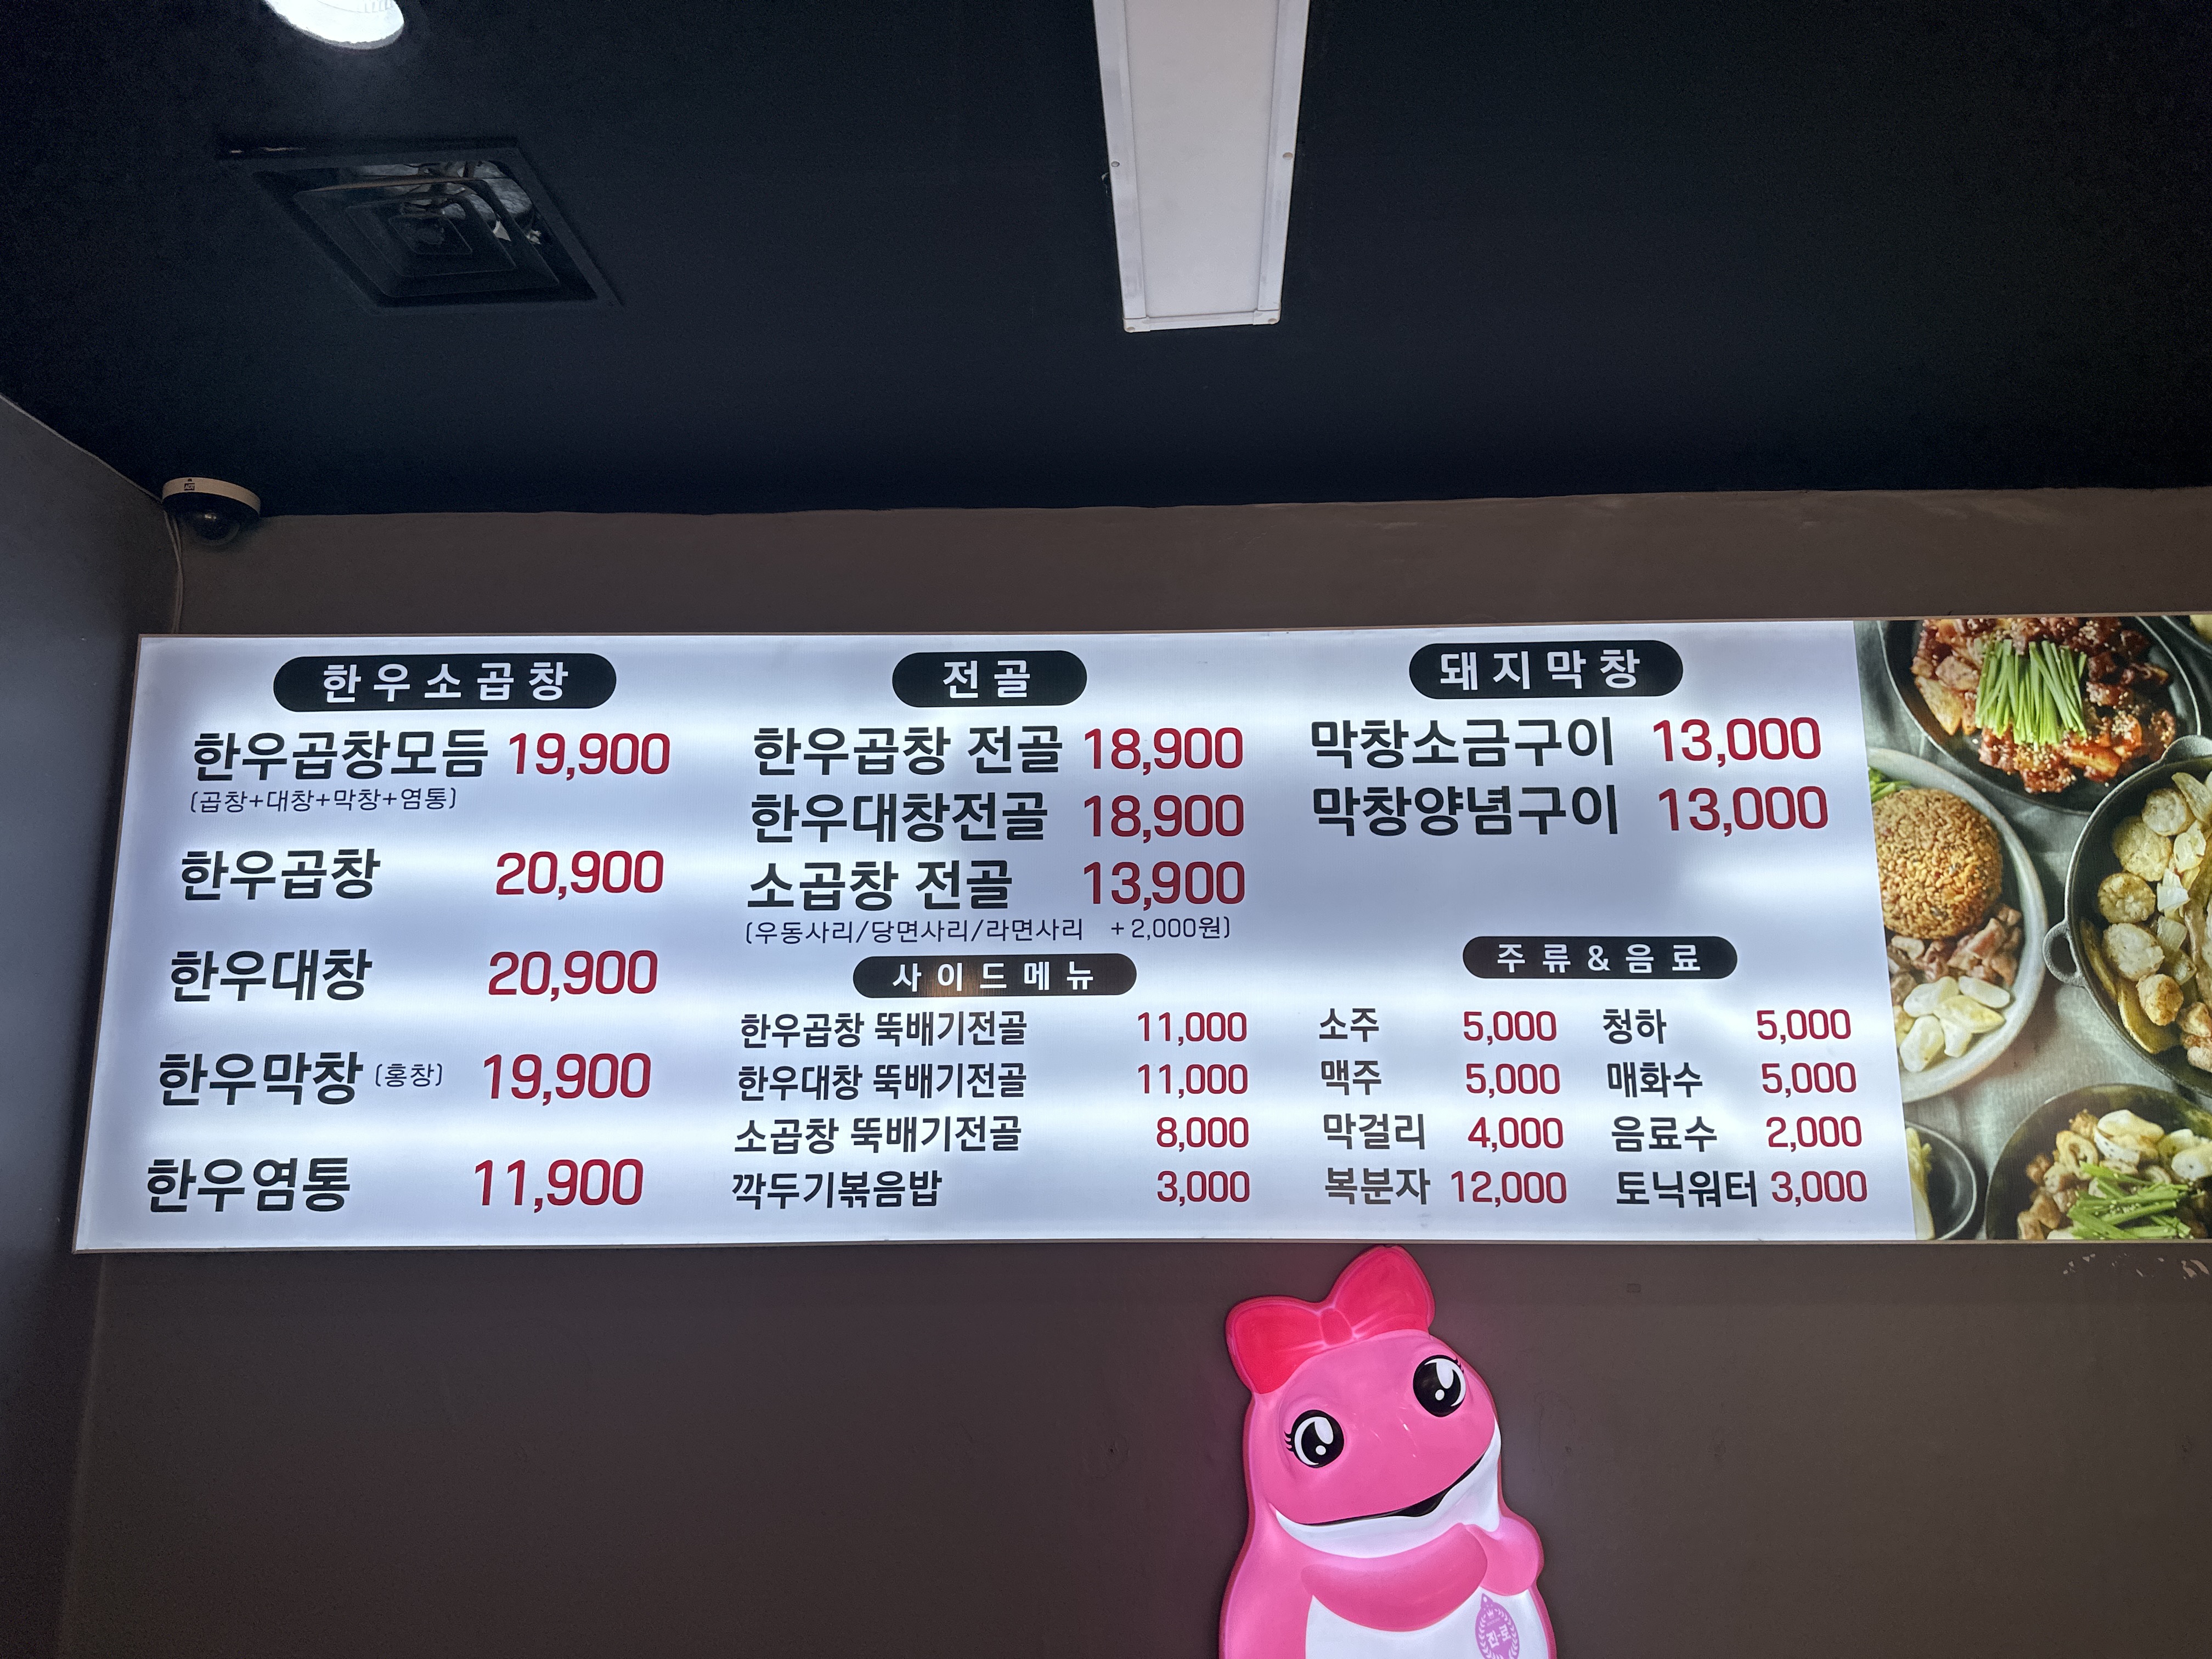 한우소곱창
한우곱창모듬 19,900
(곱창+대창+막창+염통)
한우곱창 20,900
한우대창 20,900
한우막창 (홍창) 19,900
한우염통 11,900
전골
한우곱창 전골 18,900
한우대창전골 18,900
소곱창 전골 13,900
(우동사리/당면사리/라면사리 +2,000원)
사이드메뉴
한우곱창 뚝배기전골 11,000
한우대창 뚝배기전골 11,000
소곱창 뚝배기전골 8,000
깍두기볶음밥 3,000
돼지막창
막창소금구이 13,000
막창양념구이 13,000
주류&음료
소주 5,000 청하 5,000
맥주 5,000 매화수 5,000
막걸리 4,000 음료수 2,000
복분자 12,000 토닉워터 3,000
진로